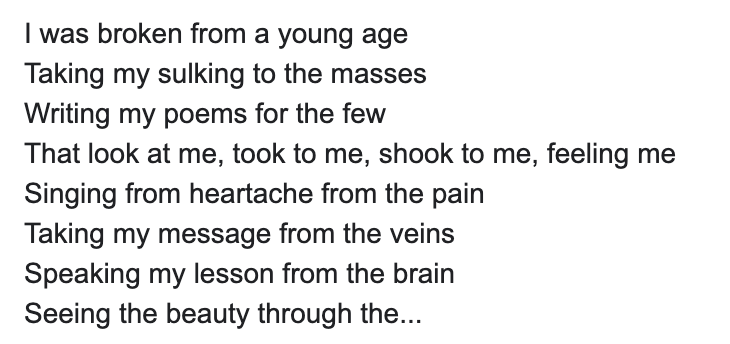 I was broken from a young age
Taking my sulking to the masses
Writing my poems for the few
That look at me, took to me, shook to me, feeling me
Singing from heartache from the pain
Taking my message from the veins
Speaking my lesson from the brain
Seeing the beauty through the...